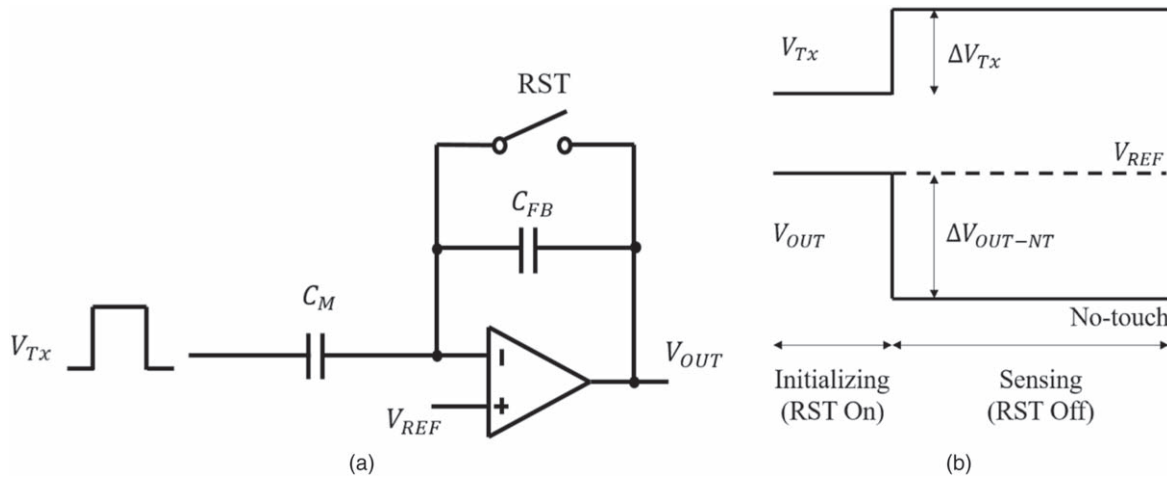 RST
C_FB
C_M
V_Tx
V_REF
V_OUT
(a)
V_Tx
ΔV_Tx
V_REF
V_OUT
ΔV_OUT−NT
No-touch
Initializing
(RST On)
Sensing
(RST Off)
(b)